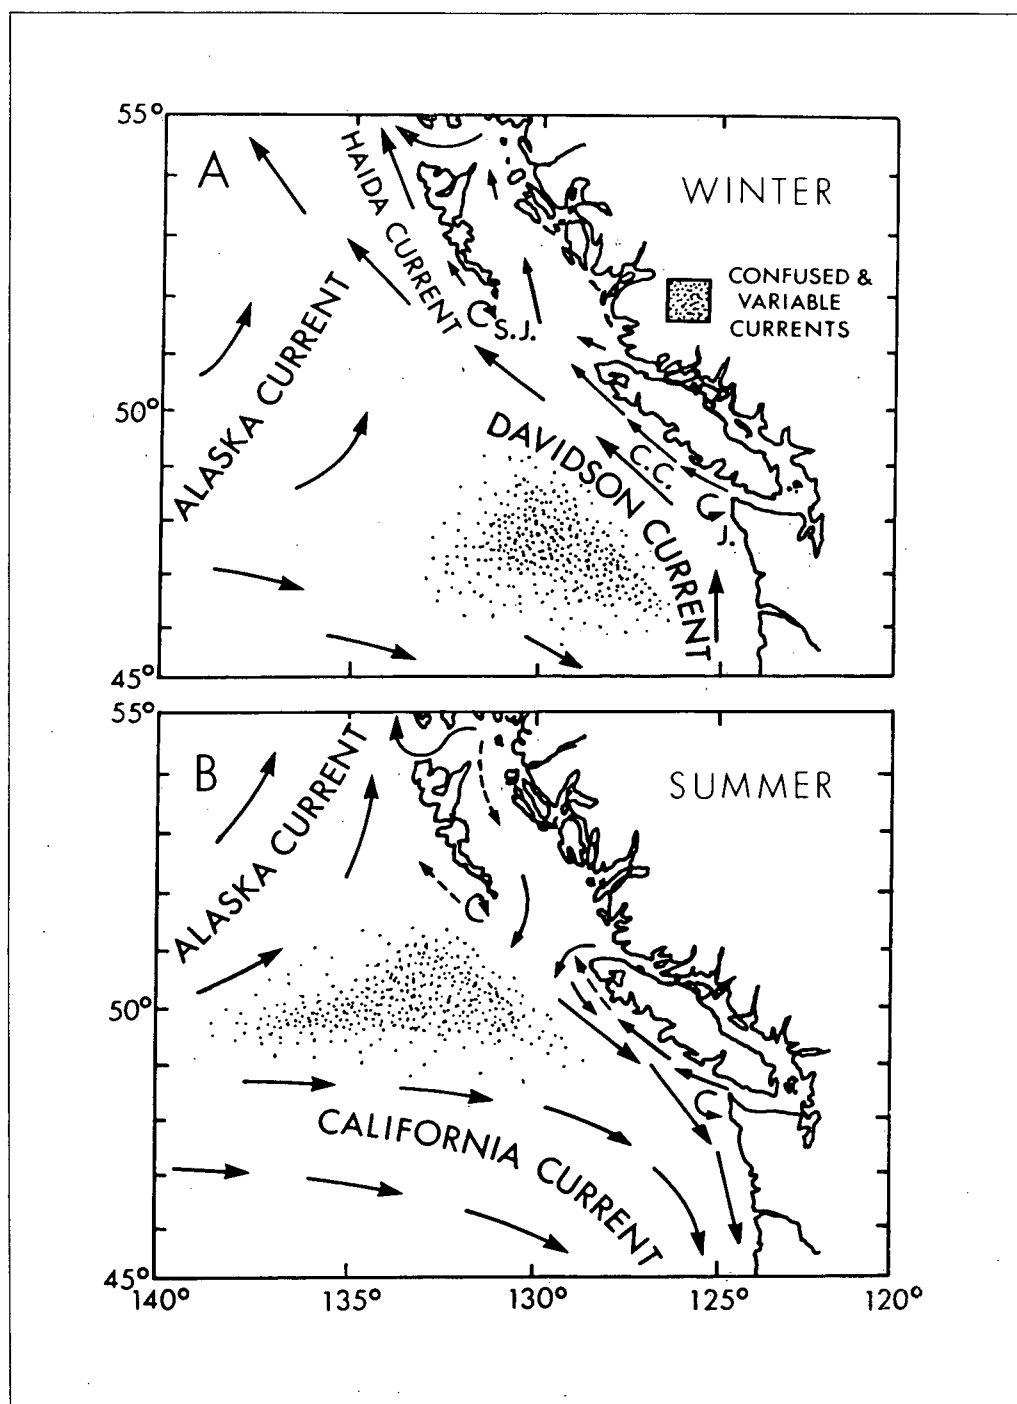 55°
A
HAIDA CURRENT
WINTER
ALASKA CURRENT
CONFUSED &
VARIABLE
CURRENTS
S.J.
50°
DAVIDSON CURRENT
C.C.
J.
45°
55°
B
ALASKA CURRENT
SUMMER
50°
CALIFORNIA CURRENT
45°
140° 135° 130° 125° 120°